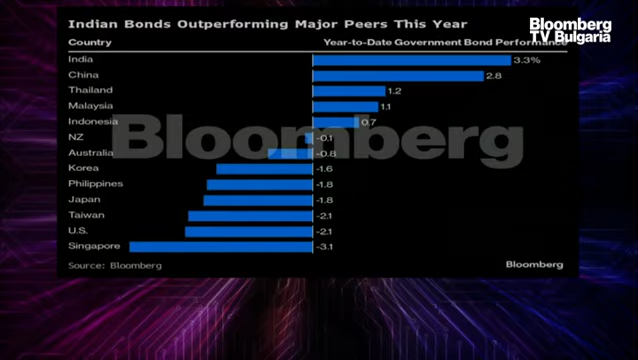 Indian Bonds Outperforming Major Peers This Year
Bloomberg
TV Bulgaria
Country Year-to-Date Government Bond Performance
India 3.3%
China 2.8
Thailand 1.2
Malaysia 1.1
Indonesia 0.7
NZ -0.1
Australia -0.8
Korea -1.6
Philippines -1.8
Japan -1.8
Taiwan -2.1
U.S. -2.1
Singapore -3.1
Bloomberg
Source: Bloomberg Bloomberg